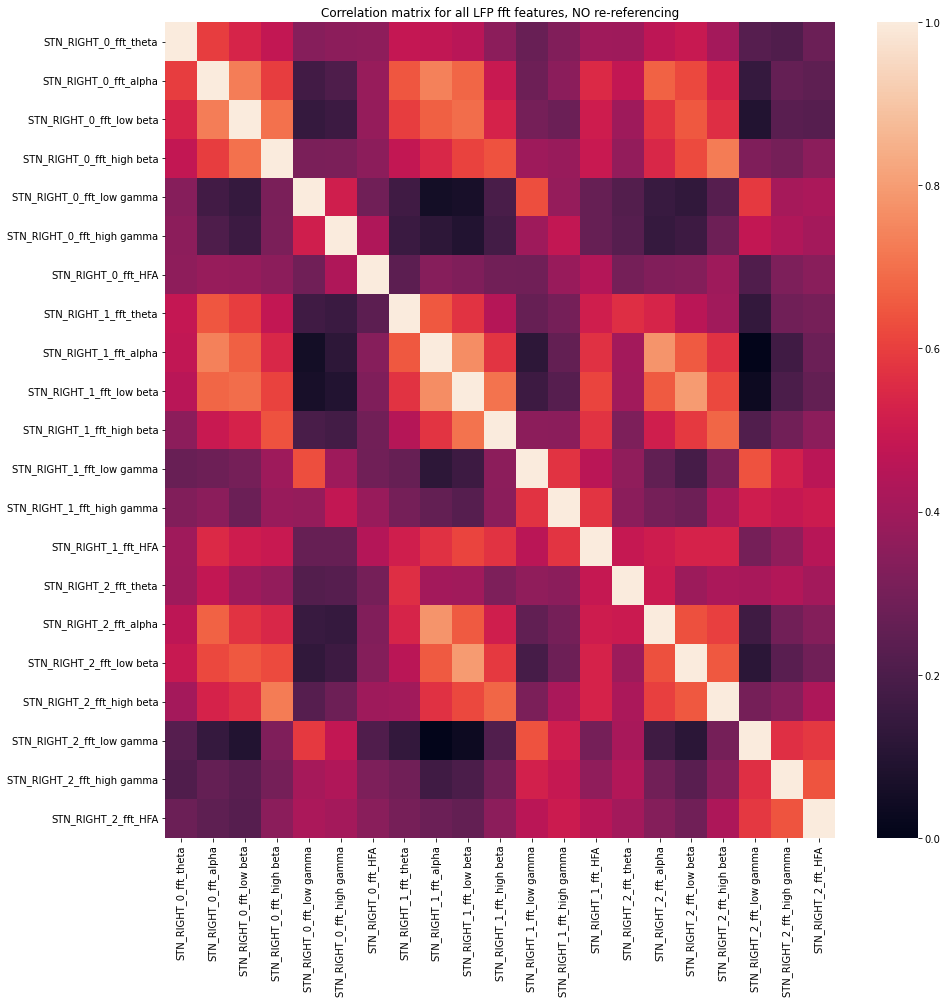 Correlation matrix for all LFP fft features, NO re-referencing
STN_RIGHT_0_fft_theta
STN_RIGHT_0_fft_alpha
STN_RIGHT_0_fft_low beta
STN_RIGHT_0_fft_high beta
STN_RIGHT_0_fft_low gamma
STN_RIGHT_0_fft_high gamma
STN_RIGHT_0_fft_HFA
STN_RIGHT_1_fft_theta
STN_RIGHT_1_fft_alpha
STN_RIGHT_1_fft_low beta
STN_RIGHT_1_fft_high beta
STN_RIGHT_1_fft_low gamma
STN_RIGHT_1_fft_high gamma
STN_RIGHT_1_fft_HFA
STN_RIGHT_2_fft_theta
STN_RIGHT_2_fft_alpha
STN_RIGHT_2_fft_low beta
STN_RIGHT_2_fft_high beta
STN_RIGHT_2_fft_low gamma
STN_RIGHT_2_fft_high gamma
STN_RIGHT_2_fft_HFA
STN_RIGHT_0_fft_theta
STN_RIGHT_0_fft_alpha
STN_RIGHT_0_fft_low beta
STN_RIGHT_0_fft_high beta
STN_RIGHT_0_fft_low gamma
STN_RIGHT_0_fft_high gamma
STN_RIGHT_0_fft_HFA
STN_RIGHT_1_fft_theta
STN_RIGHT_1_fft_alpha
STN_RIGHT_1_fft_low beta
STN_RIGHT_1_fft_high beta
STN_RIGHT_1_fft_low gamma
STN_RIGHT_1_fft_high gamma
STN_RIGHT_1_fft_HFA
STN_RIGHT_2_fft_theta
STN_RIGHT_2_fft_alpha
STN_RIGHT_2_fft_low beta
STN_RIGHT_2_fft_high beta
STN_RIGHT_2_fft_low gamma
STN_RIGHT_2_fft_high gamma
STN_RIGHT_2_fft_HFA
1.0
0.8
0.6
0.4
0.2
0.0